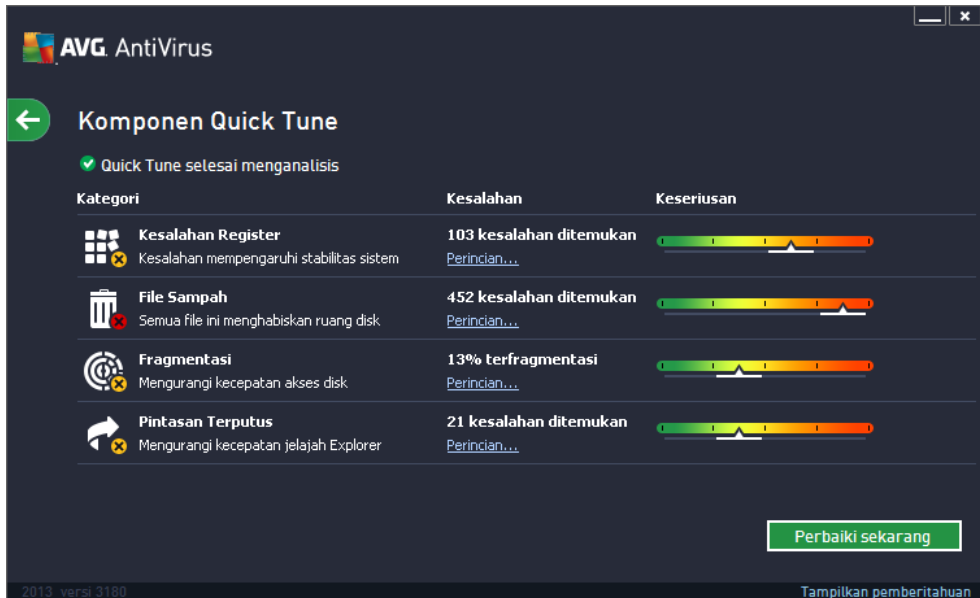 AVG. AntiVirus
Komponen Quick Tune
Quick Tune selesai menganalisis
Kategori Kesalahan Keseriusan
Kesalahan Register 103 kesalahan ditemukan
Kesalahan mempengaruhi stabilitas sistem Perincian...
File Sampah 452 kesalahan ditemukan
Semua file ini menghabiskan ruang disk Perincian...
Fragmentasi 13% terfragmentasi
Mengurangi kecepatan akses disk Perincian...
Pintasan Terputus 21 kesalahan ditemukan
Mengurangi kecepatan jelajah Explorer Perincian...
Perbaiki sekarang
2013 versi 3180 Tampilkan pemberitahuan